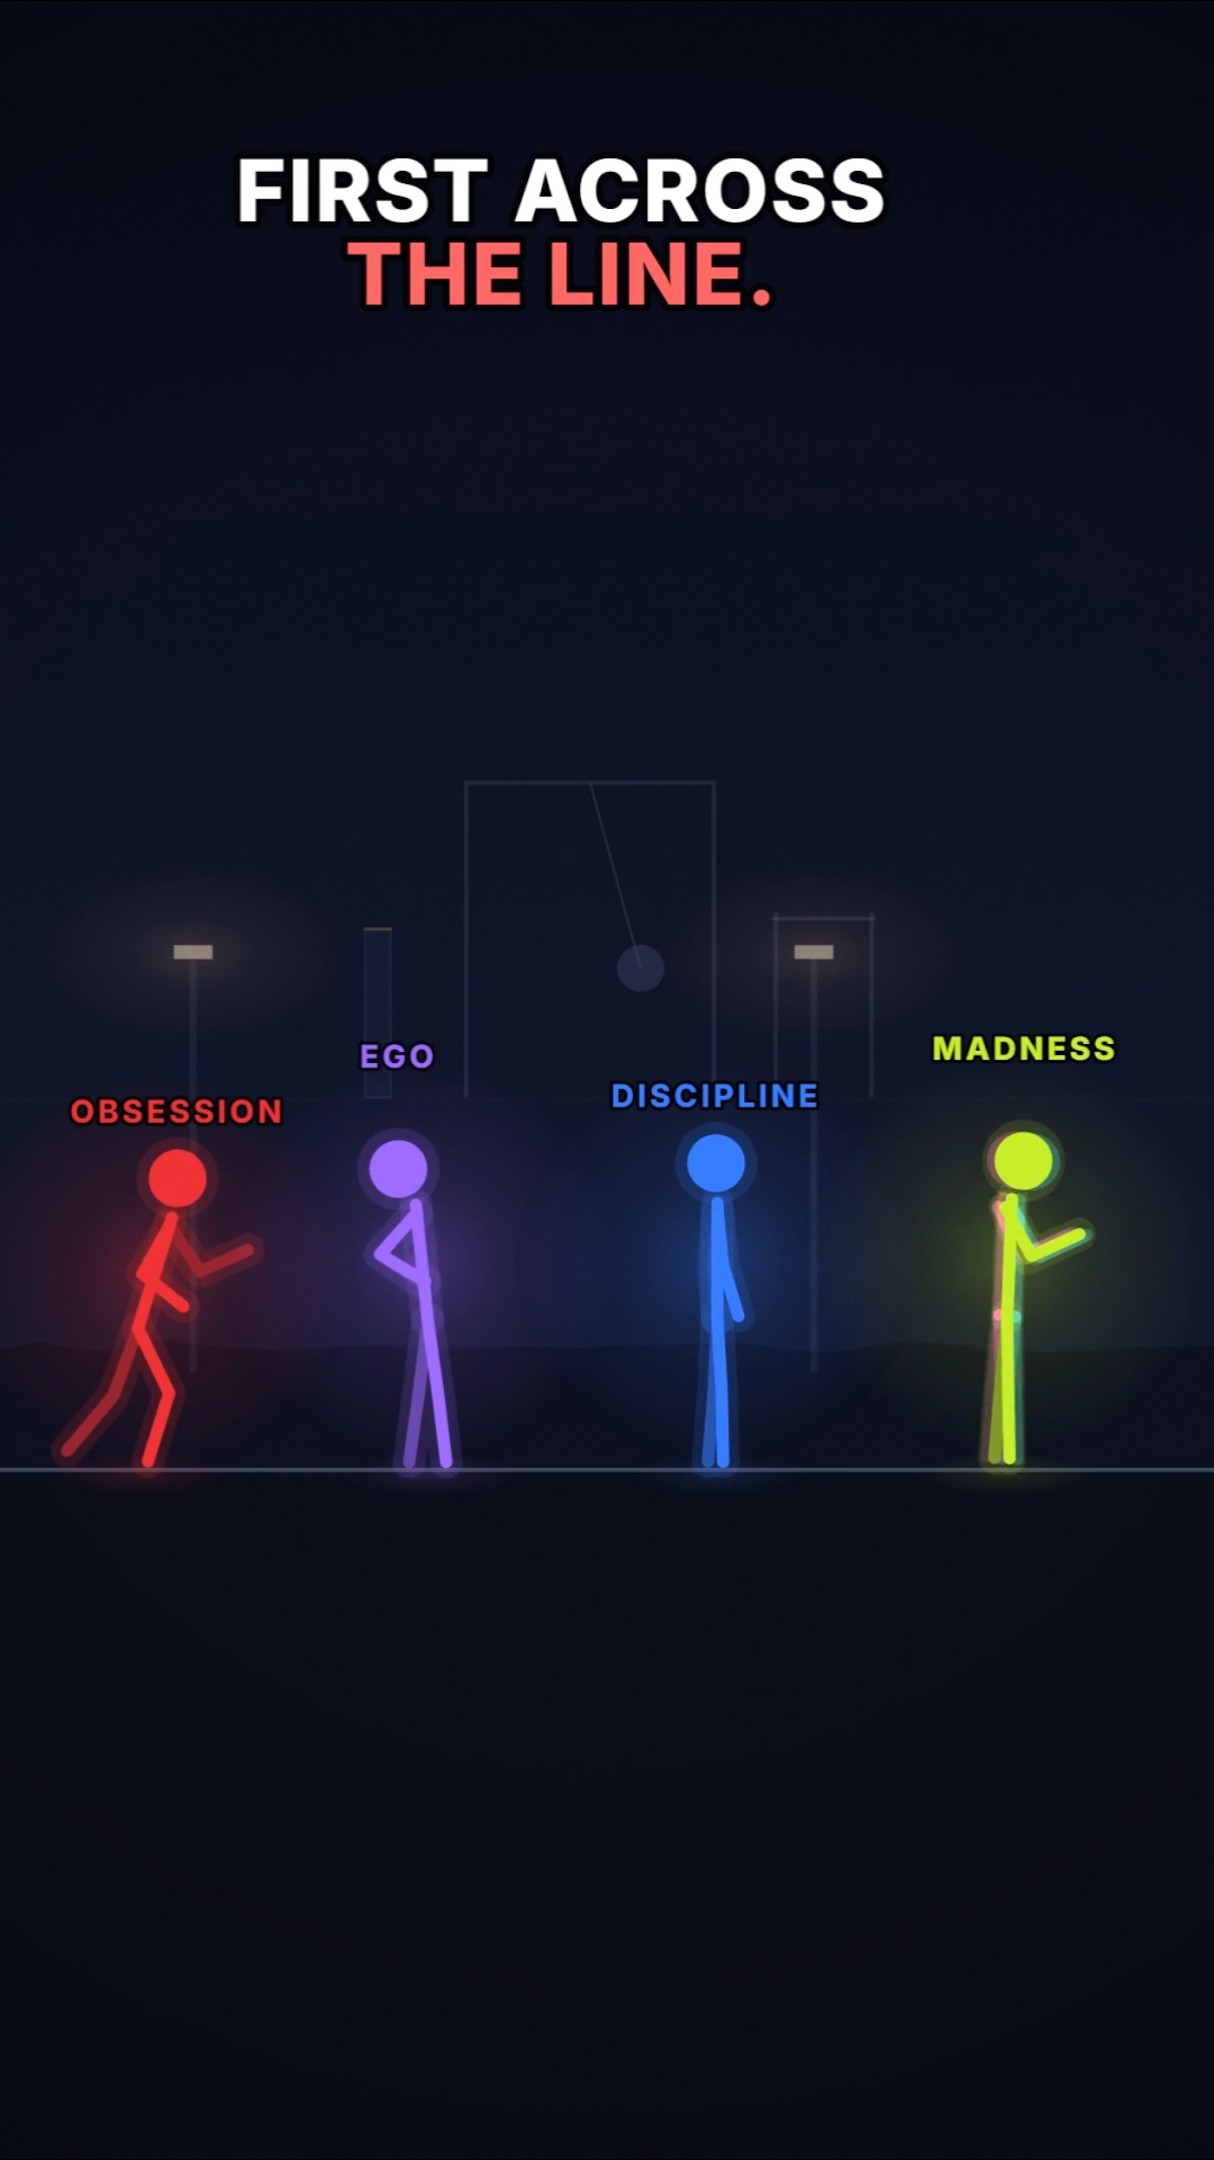 FIRST ACROSS
THE LINE.
MADNESS
EGO
DISCIPLINE
OBSESSION